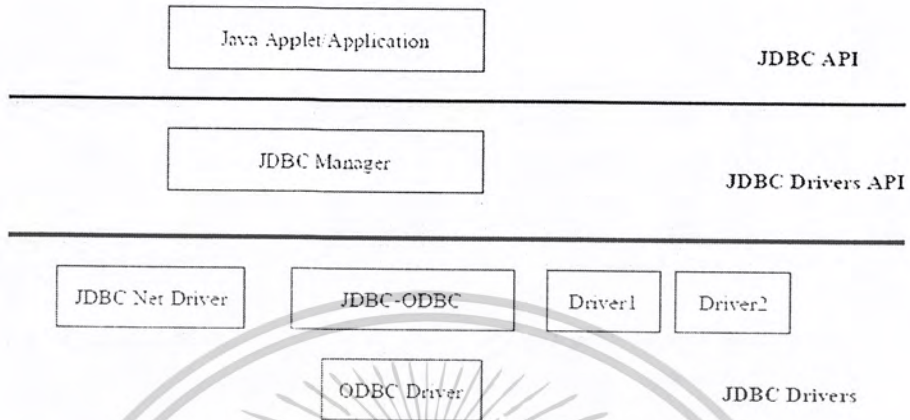 Java Applet/Application
JDBC API
JDBC Manager
JDBC Drivers API
JDBC Net Driver
JDBC-ODBC
Driver1
Driver2
ODBC Driver
JDBC Drivers